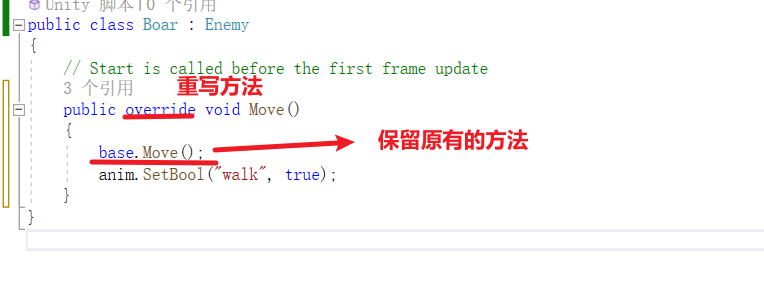 Unity 脚本|0 个引用
public class Boar : Enemy
{
// Start is called before the first frame update
3 个引用 重写方法
public override void Move()
{
base.Move(); 保留原有的方法
anim.SetBool("walk", true);
}
}